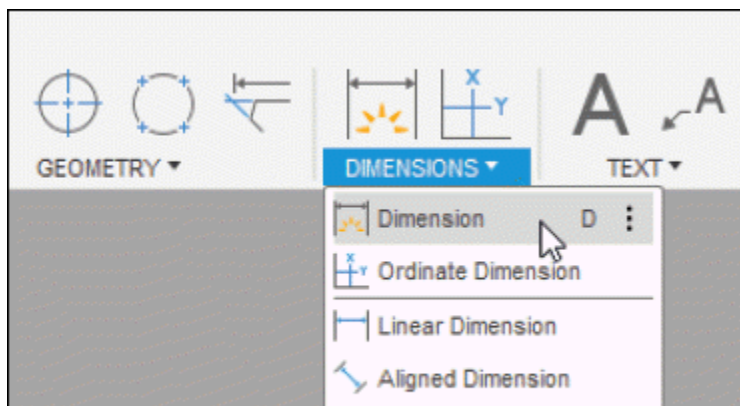 X
Y
A
A
GEOMETRY ▾
DIMENSIONS ▾
TEXT ▾
Dimension D
X
Y
Ordinate Dimension
Linear Dimension
Aligned Dimension